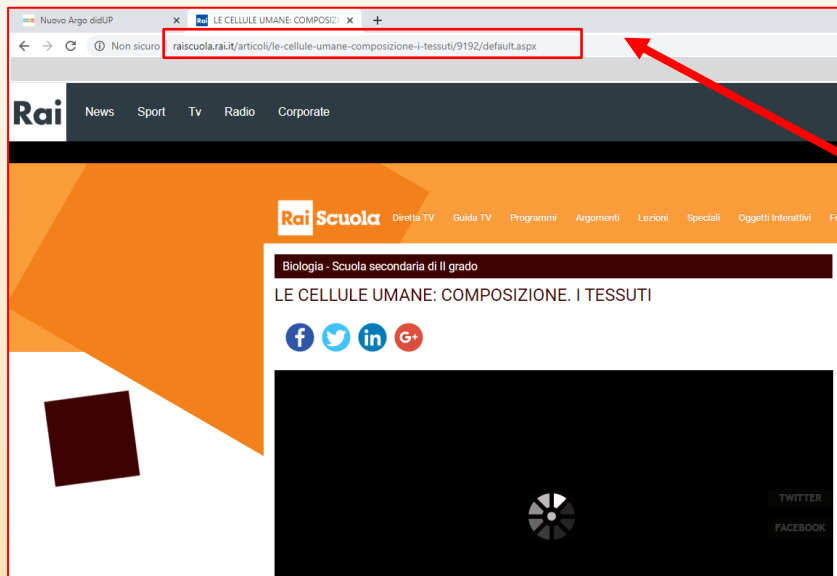 Nuovo Argo didUP
Rai LE CELLULE UMANE: COMPOSIZ
Non sicuro raiscuola.rai.it/articoli/le-cellule-umane-composizione-i-tessuti/9192/default.aspx
Rai News Sport Tv Radio Corporate
Rai Scuola Diretta TV Guida TV Programmi Argomenti Lezioni Speciali Oggetti Interattivi
Biologia - Scuola secondaria di II grado
LE CELLULE UMANE: COMPOSIZIONE. I TESSUTI
f in G+
TWITTER
FACEBOOK